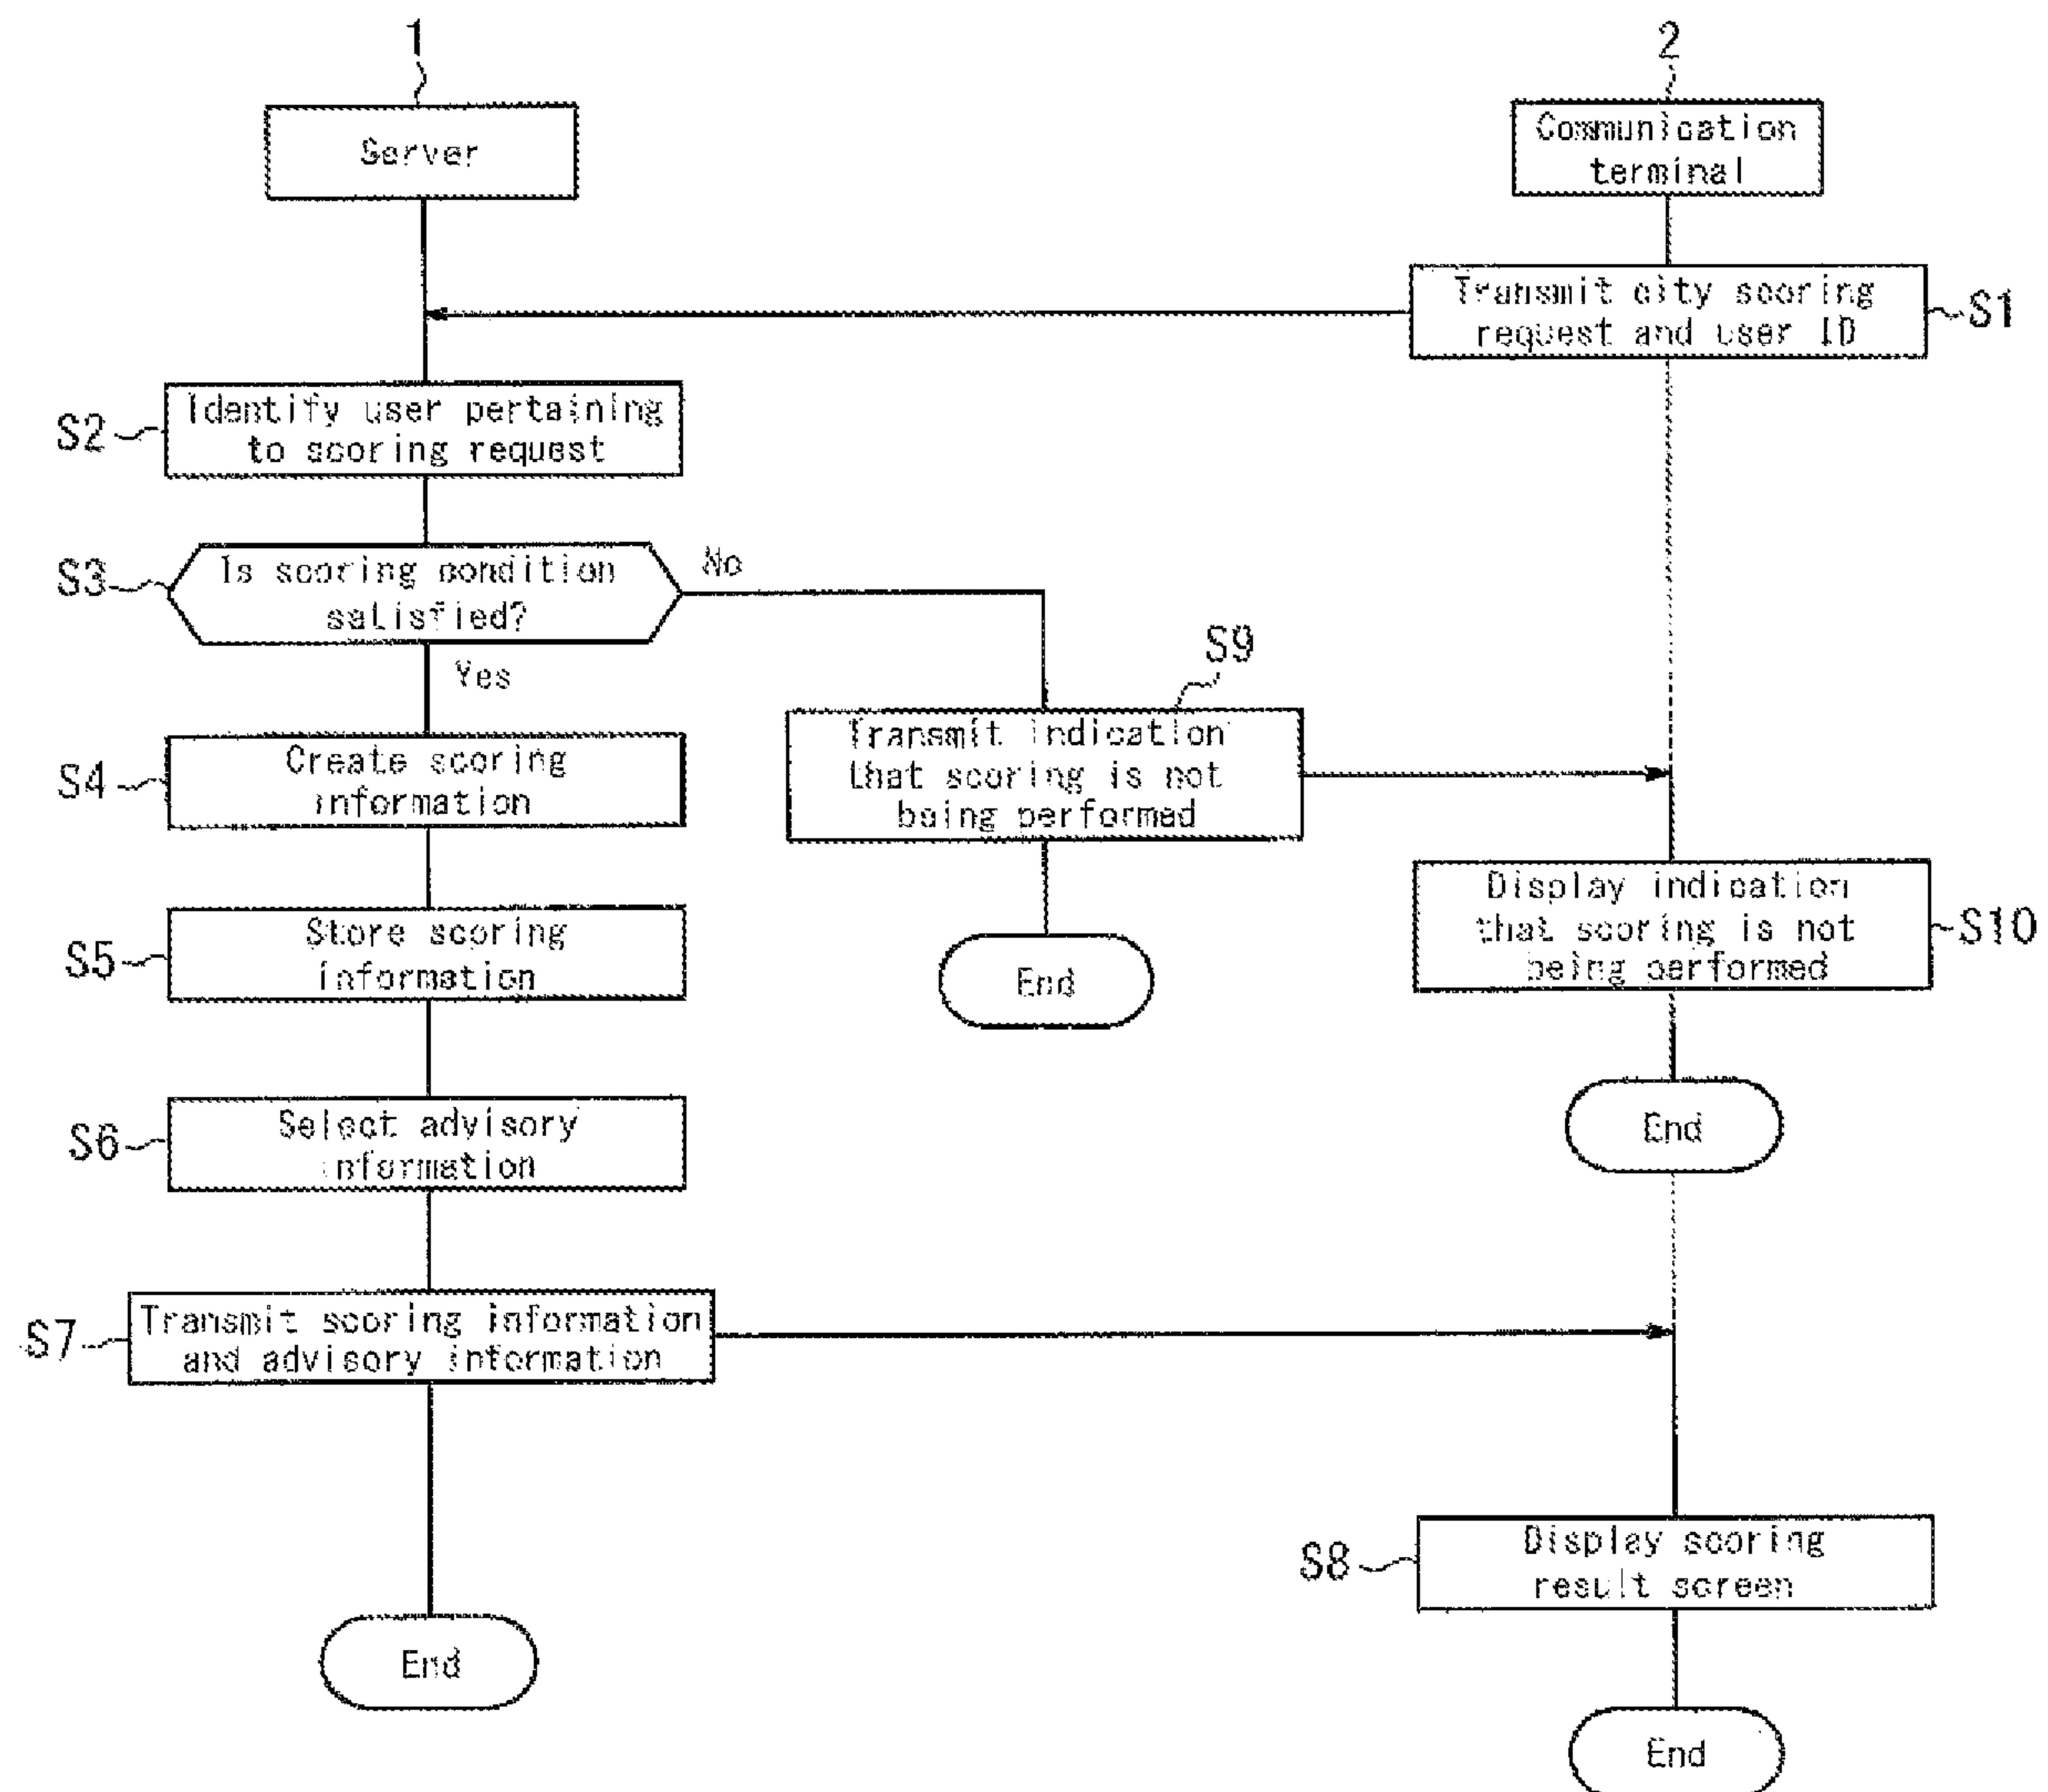 1
2
Server
Communication
terminal
Transmit city scoring
request and user ID
S1
S2
Identify user pertaining
to scoring request
S3
Is scoring condition
satisfied?
No
Yes
S9
S4
Create scoring
information
Transmit indication
that scoring is not
being performed
S5
Store scoring
information
End
Display indication
that scoring is not
being performed
S10
S6
Select advisory
information
End
S7
Transmit scoring information
and advisory information
S8
Display scoring
result screen
End
End